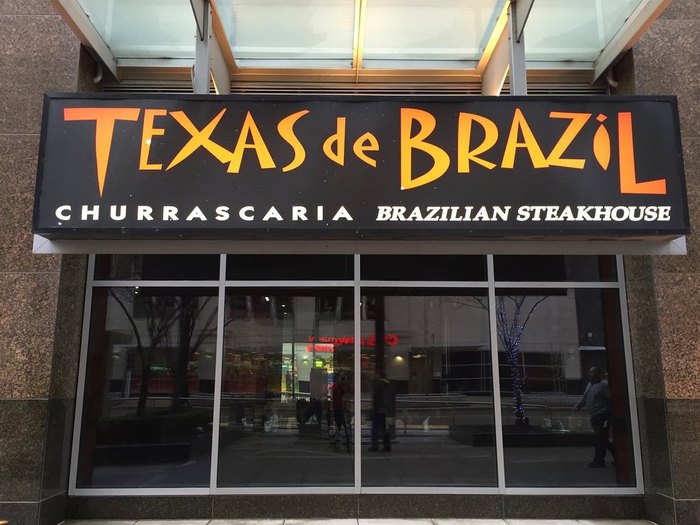 TEXAS de BRAZiL
CHURRASCARIA BRAZILIAN STEAKHOUSE